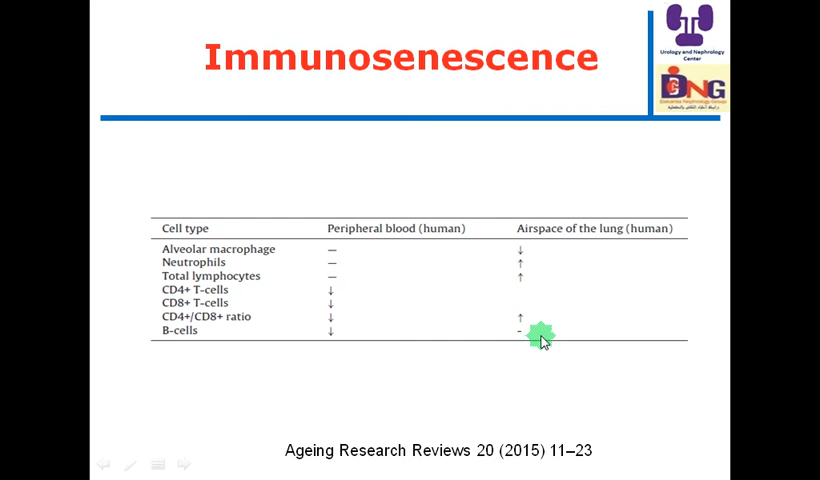 Immunosenescence
Urology and Nephrology
Center
Cell type Peripheral blood (human) Airspace of the lung (human)
Alveolar macrophage — ↓
Neutrophils — ↑
Total lymphocytes — ↑
CD4+ T-cells ↓
CD8+ T-cells ↓
CD4+/CD8+ ratio ↓ ↑
B-cells ↓ -
Ageing Research Reviews 20 (2015) 11–23